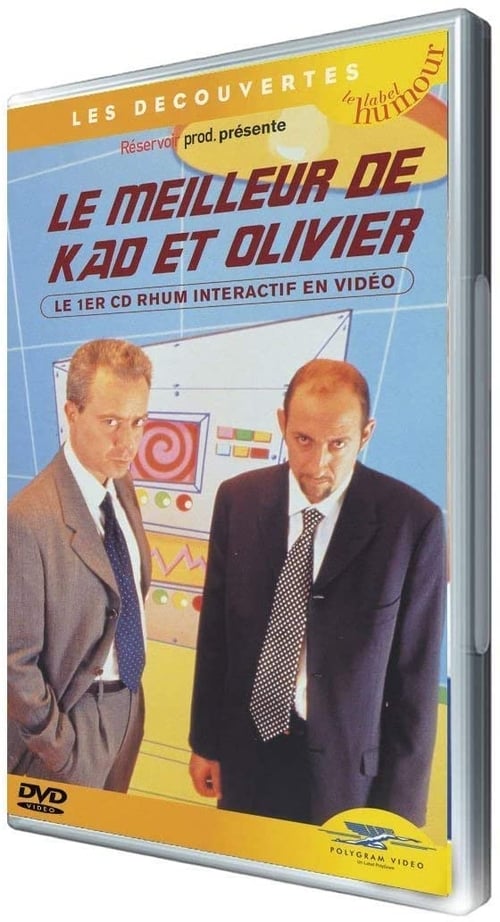 LES DECOUVERTES
le label
humour
Réservoir prod. présente
LE MEILLEUR DE
KAD ET OLIVIER
LE 1ER CD RHUM INTERACTIF EN VIDÉO
DVD
VIDEO
POLYGRAM VIDEO